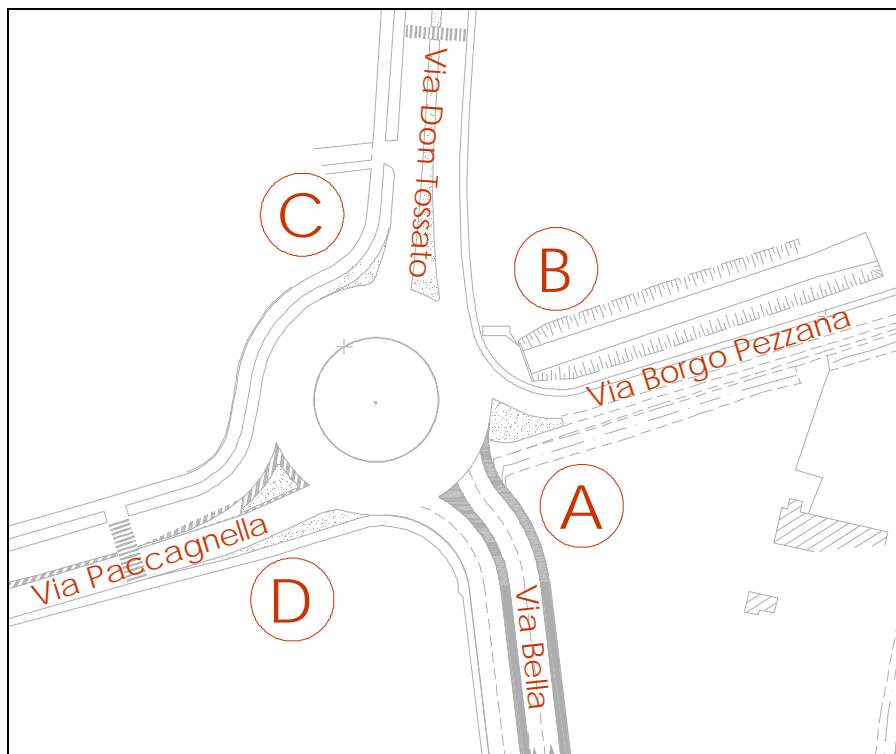 Via Don Tossato
C
B
Via Borgo Pezzana
A
Via Paccagnella
D
Via Bella